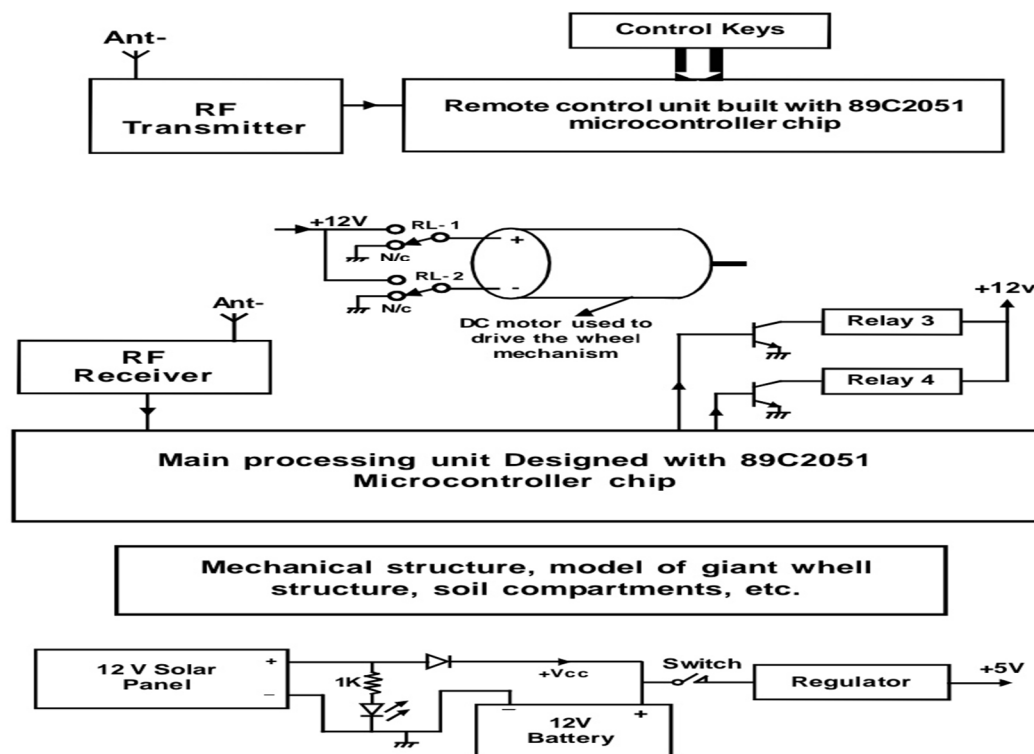 Control Keys
Ant-
RF
Transmitter
Remote control unit built with 89C2051
microcontroller chip
+12V
RL-1
+
N/c
RL-2
-
N/c
DC motor used to
drive the wheel
mechanism
Ant-
+12v
Relay 3
RF
Receiver
Relay 4
Main processing unit Designed with 89C2051
Microcontroller chip
Mechanical structure, model of giant whell
structure, soil compartments, etc.
12 V Solar
Panel
+
-
1K
+Vcc
Switch
Regulator
+5V
-
+
12V
Battery